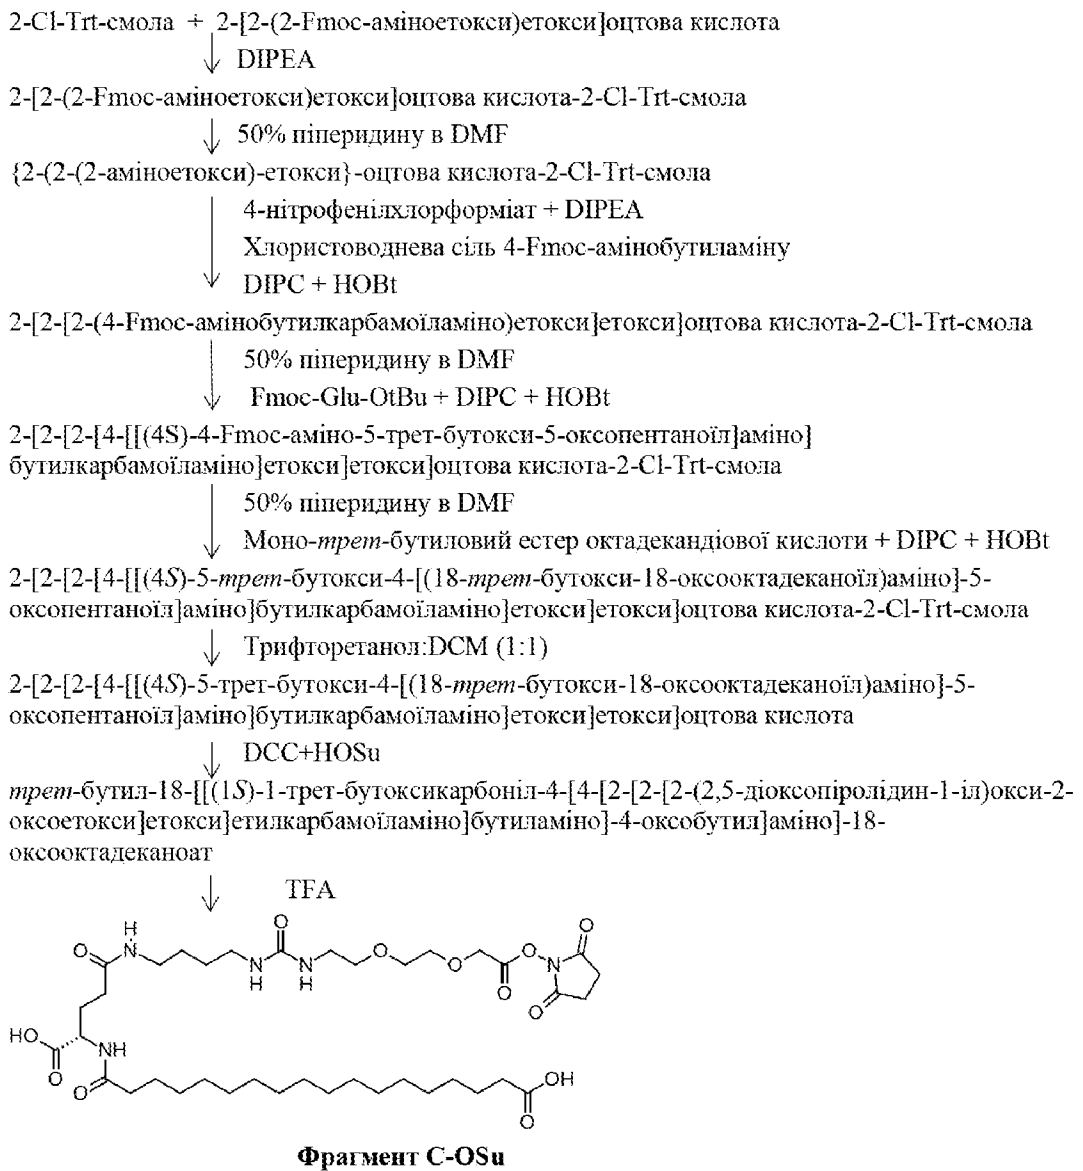 2-Cl-Trt-смола + 2-[2-(2-Fmoc-аміноетокси)етокси]оцтова кислота
DIPEA
2-[2-(2-Fmoc-аміноетокси)етокси]оцтова кислота-2-Cl-Trt-смола
50% піперидину в DMF
{2-(2-(2-аміноетокси)-етокси}-оцтова кислота-2-Cl-Trt-смола
4-нітрофенілхлорформіат + DIPEA
Хлористоводнева сіль 4-Fmoc-амінобутиламіну
DIPC + HOBt
2-[2-[2-(4-Fmoc-амінобутилкарбамоїламіно)етокси]етокси]оцтова кислота-2-Cl-Trt-смола
50% піперидину в DMF
Fmoc-Glu-OtBu + DIPC + HOBt
2-[2-[2-[4-[[(4S)-4-Fmoc-аміно-5-трет-бутокси-5-оксопентаноїл]аміно]
бутилкарбамоїламіно]етокси]етокси]оцтова кислота-2-Cl-Trt-смола
50% піперидину в DMF
Моно-трет-бутиловий естер октадекандіової кислоти + DIPC + HOBt
2-[2-[2-[4-[[(4S)-5-трет-бутокси-4-[(18-трет-бутокси-18-оксооктадеканоїл)аміно]-5-
оксопентаноїл]аміно]бутилкарбамоїламіно]етокси]етокси]оцтова кислота-2-Cl-Trt-смола
Трифторетанол:DCM (1:1)
2-[2-[2-[4-[[(4S)-5-трет-бутокси-4-[(18-трет-бутокси-18-оксооктадеканоїл)аміно]-5-
оксопентаноїл]аміно]бутилкарбамоїламіно]етокси]етокси]оцтова кислота
DCC+HOSu
трет-бутил-18-[[(1S)-1-трет-бутоксикарбоніл-4-[4-[2-[2-[2-(2,5-діоксопіролідин-1-іл)окси-2-
оксоетокси]етокси]етилкарбамоїламіно]бутиламіно]-4-оксобутил]аміно]-18-
оксооктадеканоат
TFA
H
N
O
O
N
H
N
H
O
O
O
O
N
O
O
HO
O
NH
O
OH
O
Фрагмент C-OSu